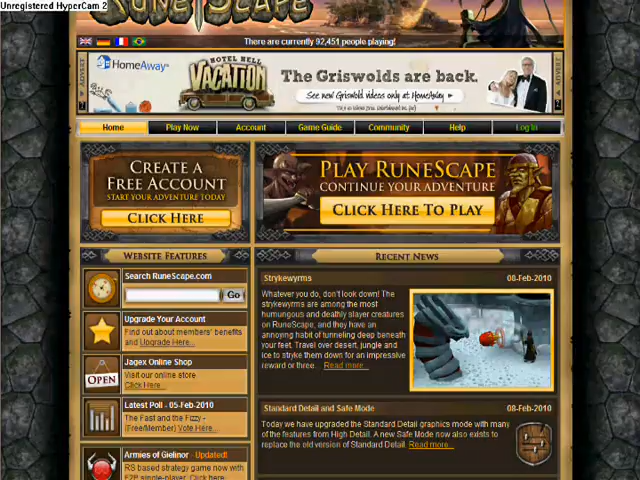 Unregistered HyperCam 2
RUNESCAPE
There are currently 92,451 people playing!
ADVERT
HomeAway
HOTEL HELL
VACATION
The Griswolds are back.
See new Griswold videos only at HomeAway
ADVERT
Home
Play Now
Account
Game Guide
Community
Help
Log In
CREATE A
FREE ACCOUNT
START YOUR ADVENTURE TODAY
CLICK HERE
PLAY RUNESCAPE
CONTINUE YOUR ADVENTURE
CLICK HERE TO PLAY
WEBSITE FEATURES
Search RuneScape.com
Go
Upgrade Your Account
Find out about members' benefits
and Upgrade Here...
Jagex Online Shop
Visit our online store
Click Here...
OPEN
Latest Poll - 05-Feb-2010
The Fast and the Fizzy -
(Free/Member) Vote Here...
Armies of Gielinor - Updated!
RS based strategy game now with
F2P single-player. Click here...
RECENT NEWS
Strykewyrms 08-Feb-2010
Whatever you do, don't look down! The
strykewyrms are among the most
humungous and deathly slayer creatures
on RuneScape, and they have an
annoying habit of tunneling deep beneath
your feet. Travel over desert, jungle and
ice to stryke them down for an impressive
reward or three... Read more...
Standard Detail and Safe Mode 08-Feb-2010
Today we have upgraded the Standard Detail graphics mode with many
of the features from High Detail. A new Safe Mode now also exists to
replace the old version of Standard Detail. Read more...